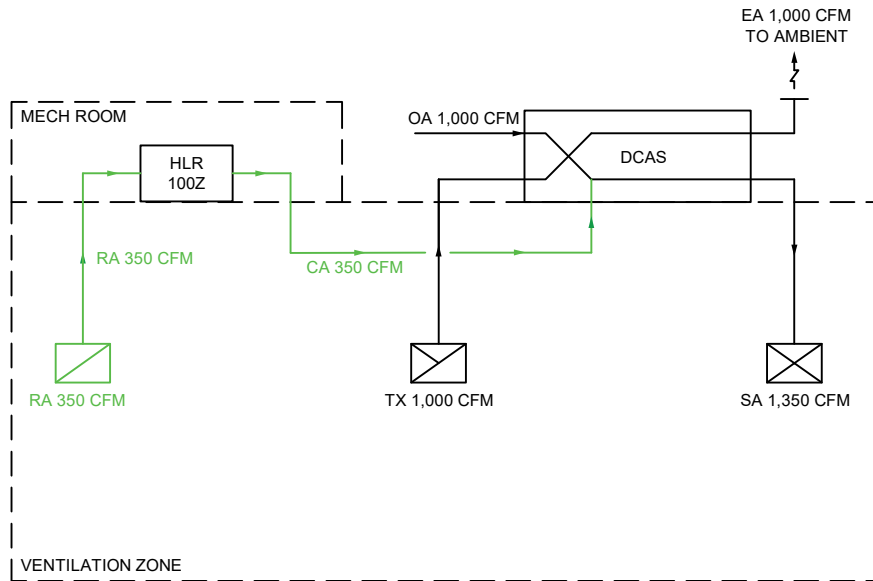 EA 1,000 CFM
TO AMBIENT
MECH ROOM
OA 1,000 CFM
HLR
100Z
DCAS
RA 350 CFM
CA 350 CFM
RA 350 CFM
TX 1,000 CFM
SA 1,350 CFM
VENTILATION ZONE